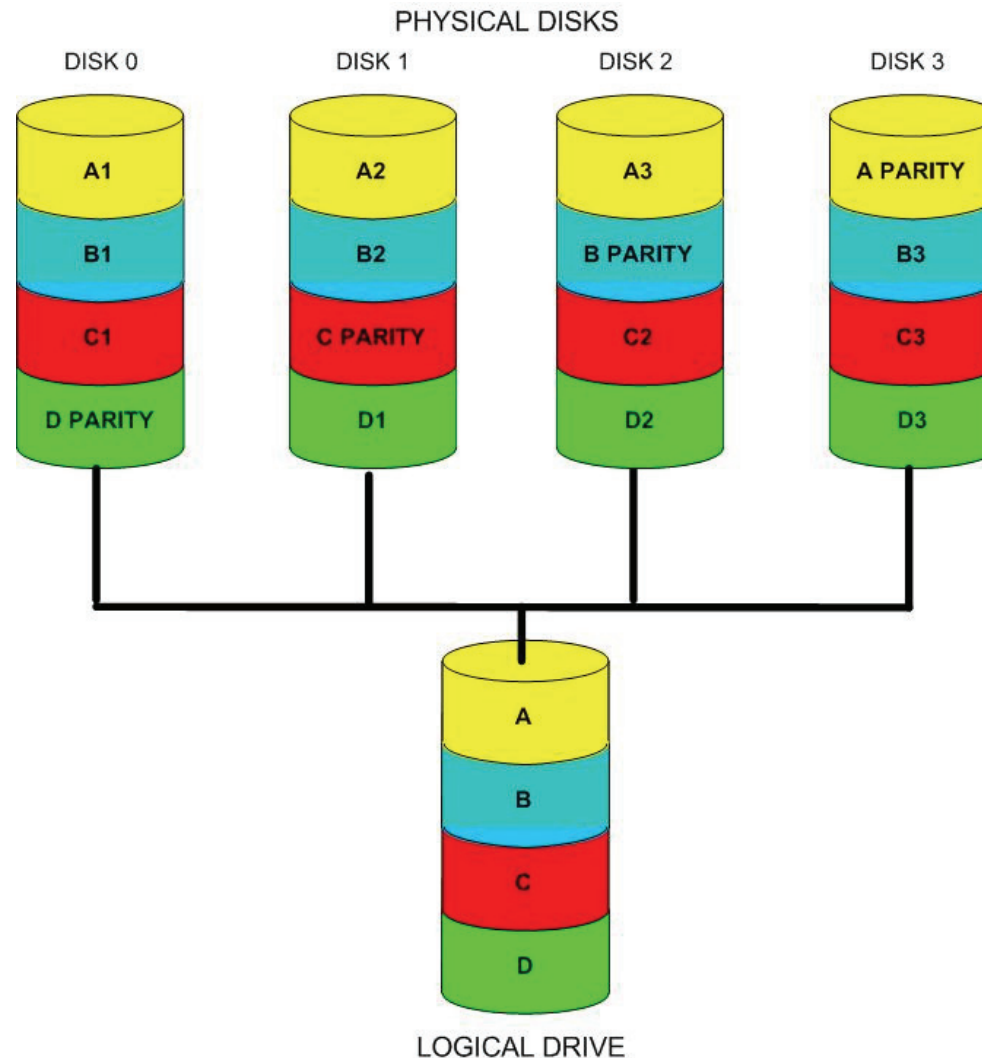 PHYSICAL DISKS
DISK 0 DISK 1 DISK 2 DISK 3
A1 A2 A3 A PARITY
B1 B2 B PARITY B3
C1 C PARITY C2 C3
D PARITY D1 D2 D3
A
B
C
D
LOGICAL DRIVE